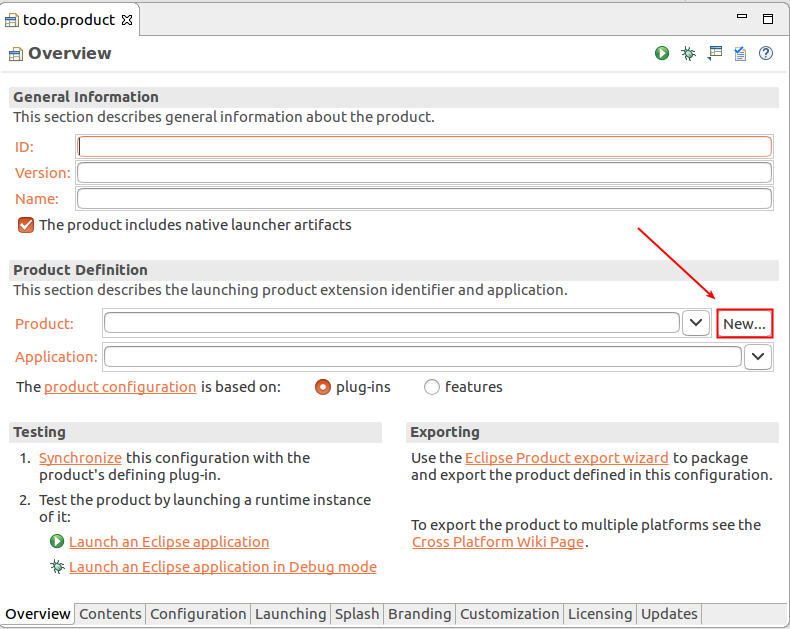 todo.product
Overview
General Information
This section describes general information about the product.
ID:
Version:
Name:
The product includes native launcher artifacts
Product Definition
This section describes the launching product extension identifier and application.
Product:
New...
Application:
The product configuration is based on: plug-ins features
Testing
1. Synchronize this configuration with the
product's defining plug-in.
2. Test the product by launching a runtime instance
of it:
Launch an Eclipse application
Launch an Eclipse application in Debug mode
Exporting
Use the Eclipse Product export wizard to package
and export the product defined in this configuration.
To export the product to multiple platforms see the
Cross Platform Wiki Page.
Overview Contents Configuration Launching Splash Branding Customization Licensing Updates